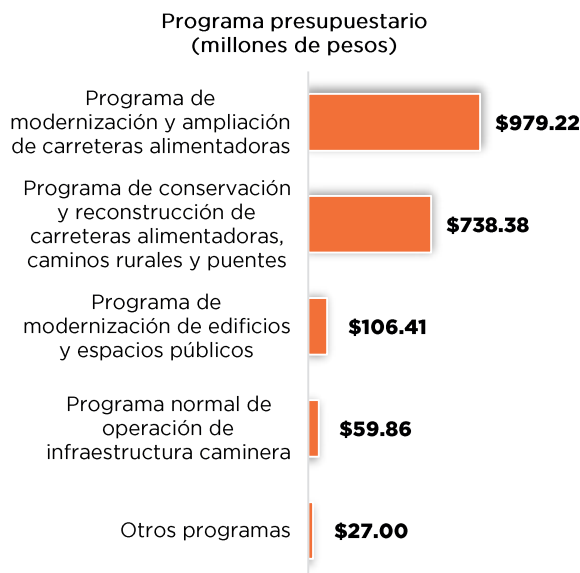 Programa presupuestario
(millones de pesos)
Programa de
modernización y ampliación
de carreteras alimentadoras
$979.22
Programa de conservación
y reconstrucción de
carreteras alimentadoras,
caminos rurales y puentes
$738.38
Programa de
modernización de edificios
y espacios públicos
$106.41
Programa normal de
operación de
infraestructura caminera
$59.86
Otros programas
$27.00